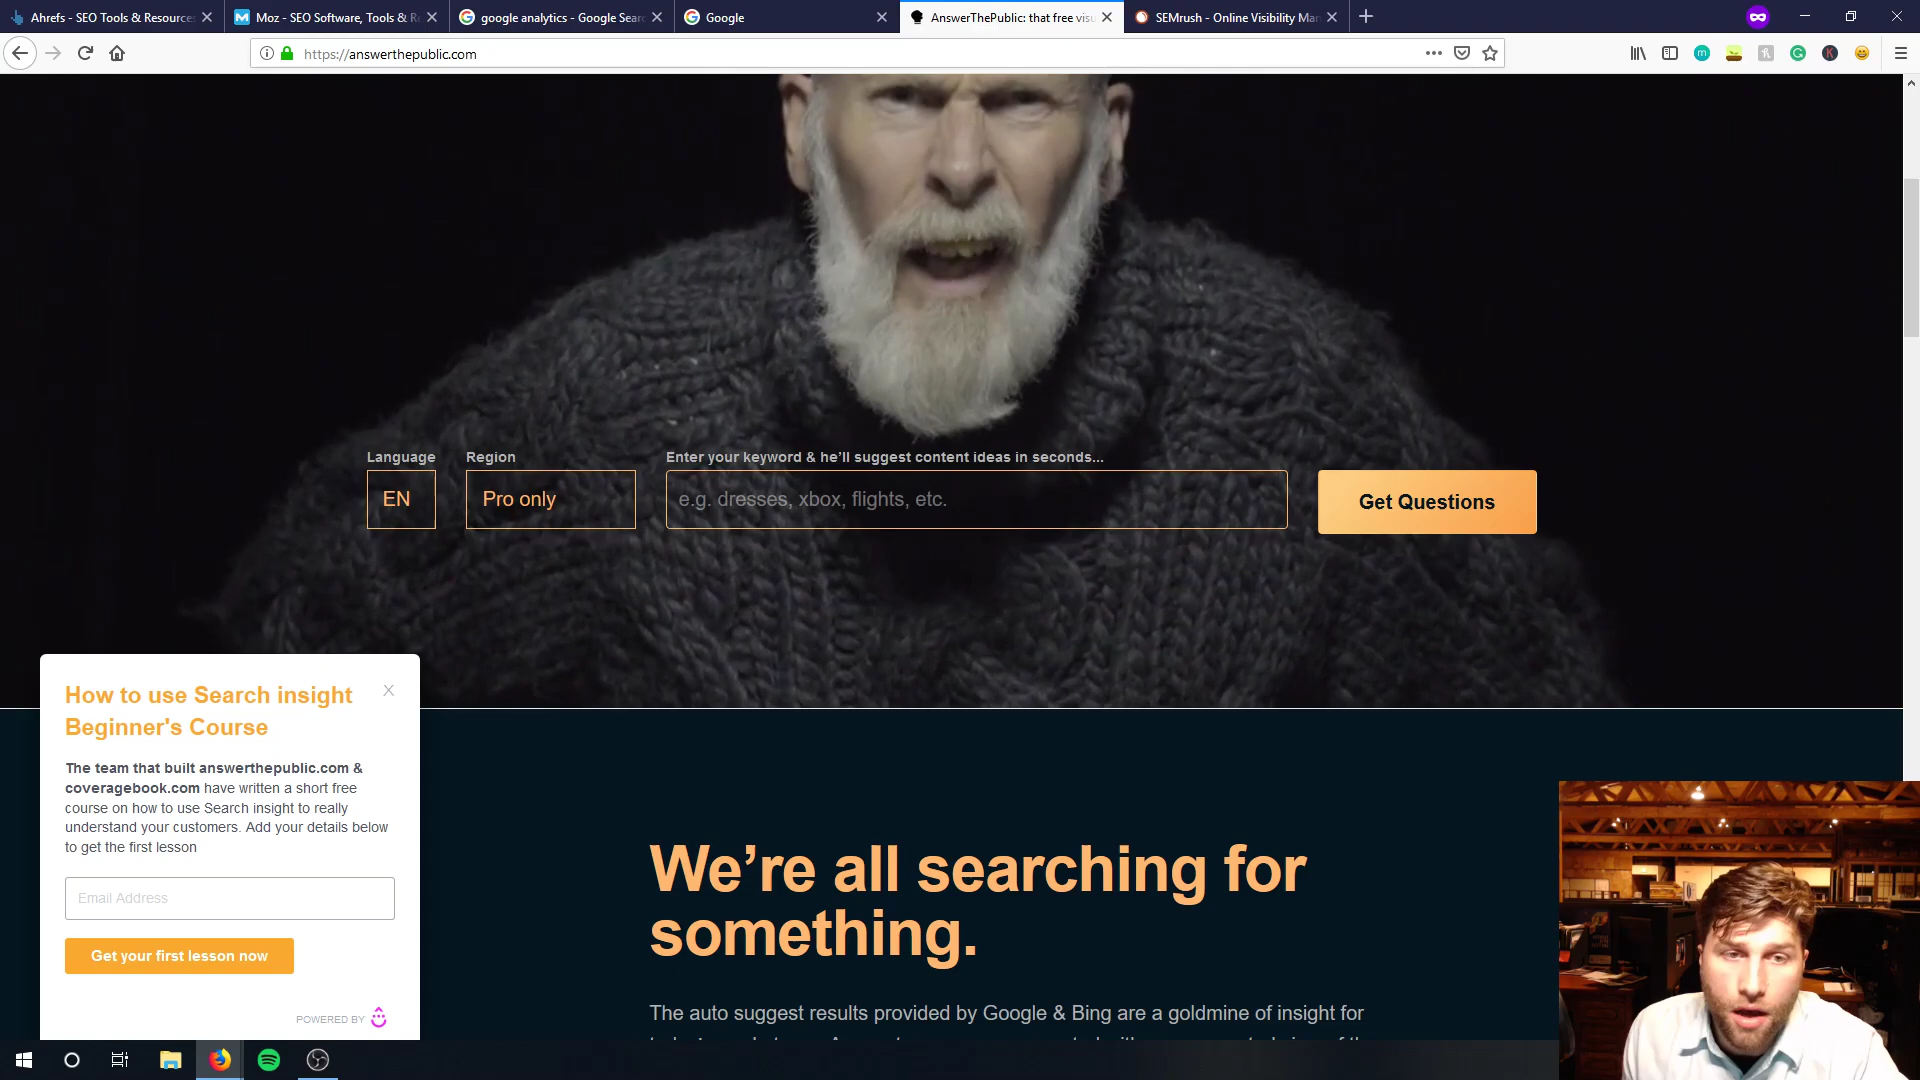 Ahrefs - SEO Tools & Resource
Moz - SEO Software, Tools & R
google analytics - Google Sear
Google
AnswerThePublic: that free vis
SEMrush - Online Visibility Ma
https://answerthepublic.com
Language
Region
Enter your keyword & he’ll suggest content ideas in seconds...
EN
Pro only
e.g. dresses, xbox, flights, etc.
Get Questions
How to use Search insight
Beginner's Course
The team that built answerthepublic.com &
coveragebook.com have written a short free
course on how to use Search insight to really
understand your customers. Add your details below
to get the first lesson
Email Address
Get your first lesson now
POWERED BY
We’re all searching for
something.
The auto suggest results provided by Google & Bing are a goldmine of insight for